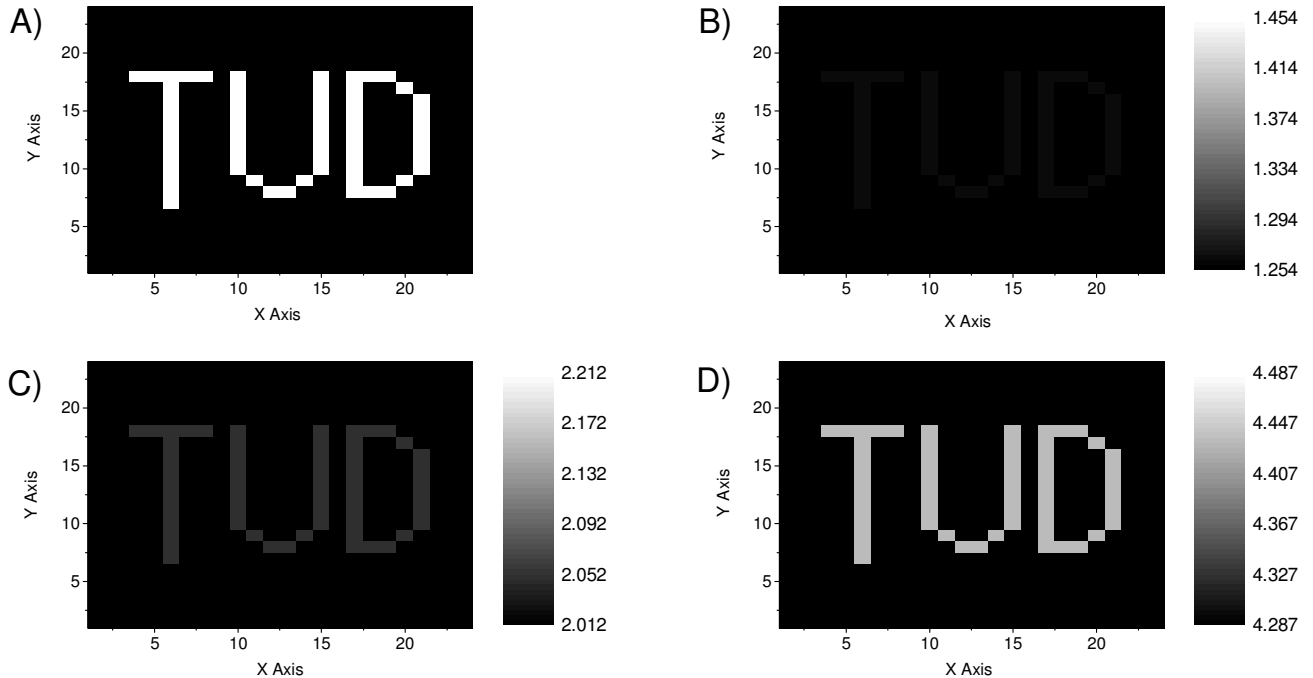 A)
Y Axis
20
15
10
5
TUD
5 10 15 20
X Axis
B)
Y Axis
20
15
10
5
TUD
5 10 15 20
X Axis
1.454
1.414
1.374
1.334
1.294
1.254
C)
Y Axis
20
15
10
5
TUD
5 10 15 20
X Axis
2.212
2.172
2.132
2.092
2.052
2.012
D)
Y Axis
20
15
10
5
TUD
5 10 15 20
X Axis
4.487
4.447
4.407
4.367
4.327
4.287